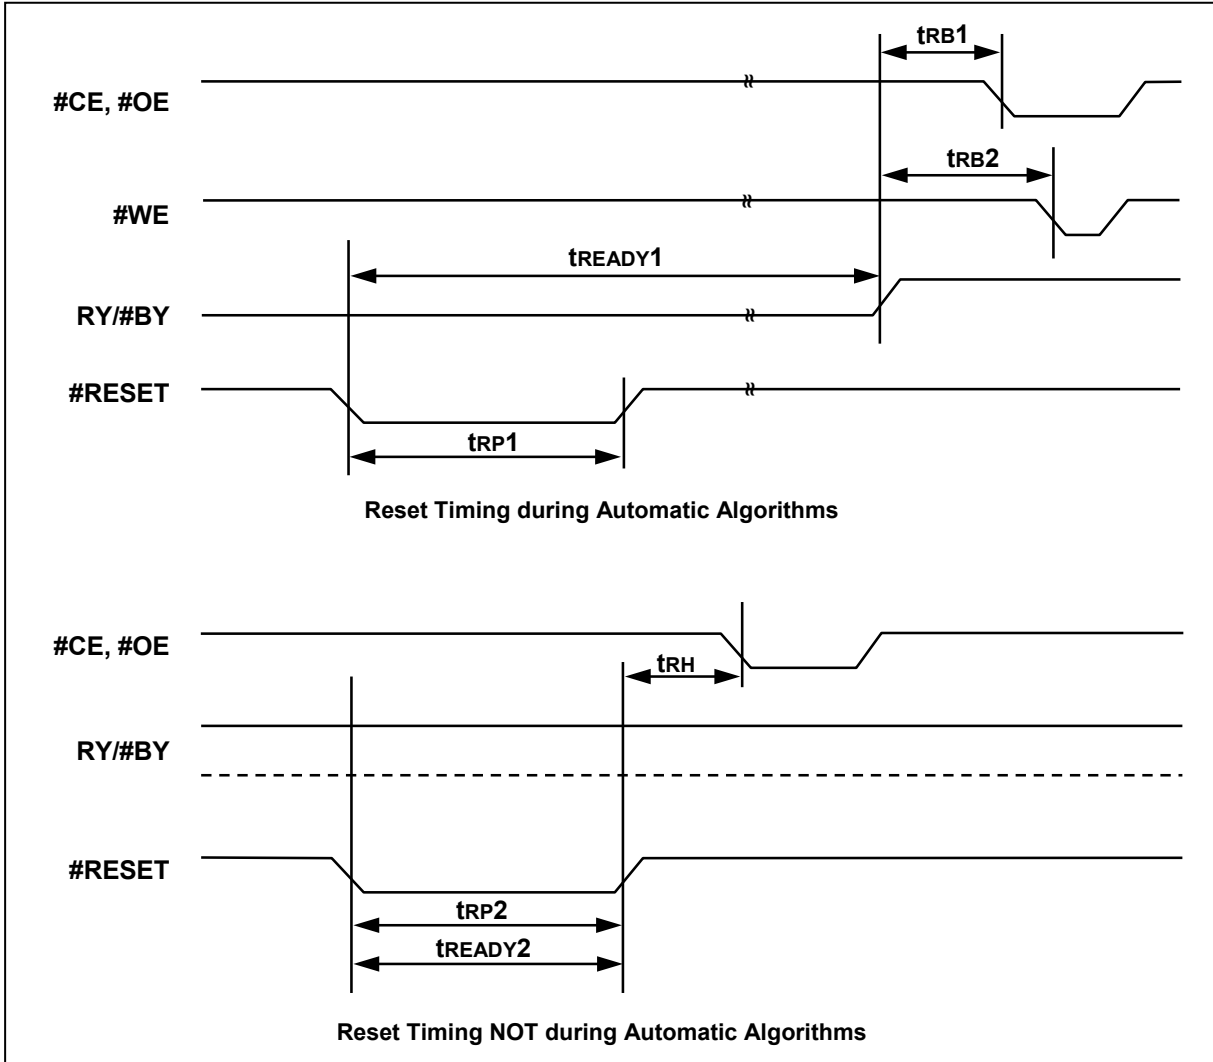 tRB1
#CE, #OE
tRB2
#WE
tREADY1
RY/#BY
#RESET
tRP1
Reset Timing during Automatic Algorithms
#CE, #OE
tRH
RY/#BY
#RESET
tRP2
tREADY2
Reset Timing NOT during Automatic Algorithms